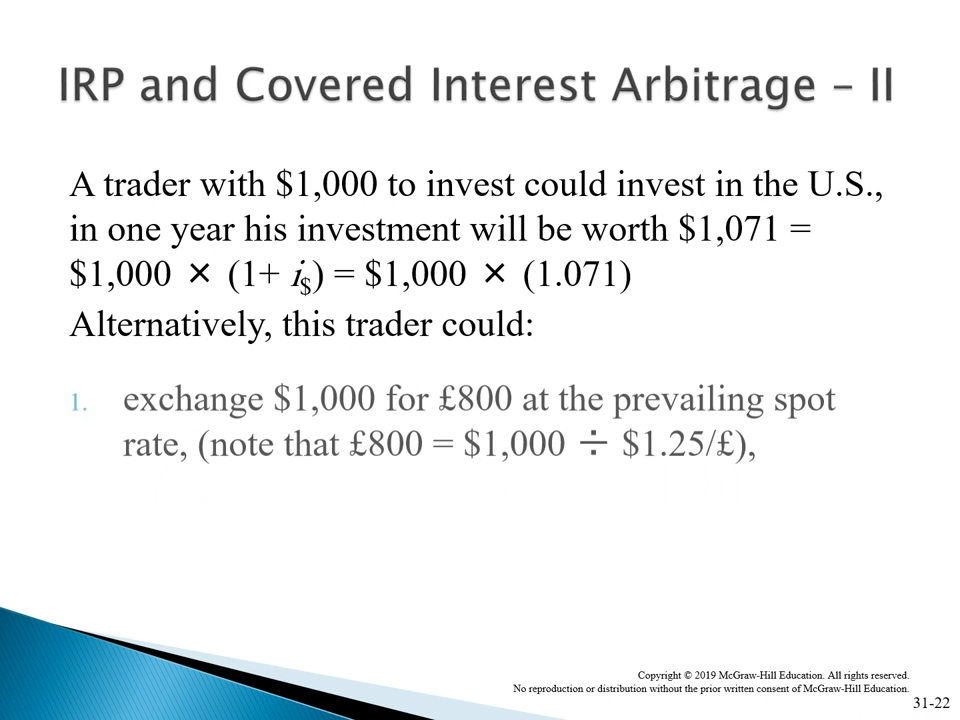 IRP and Covered Interest Arbitrage – II
A trader with $1,000 to invest could invest in the U.S.,
in one year his investment will be worth $1,071 =
$1,000 × (1+ i$) = $1,000 × (1.071)
Alternatively, this trader could:
1. exchange $1,000 for £800 at the prevailing spot
rate, (note that £800 = $1,000 ÷ $1.25/£),
Copyright © 2019 McGraw-Hill Education. All rights reserved.
No reproduction or distribution without the prior written consent of McGraw-Hill Education.
31-22